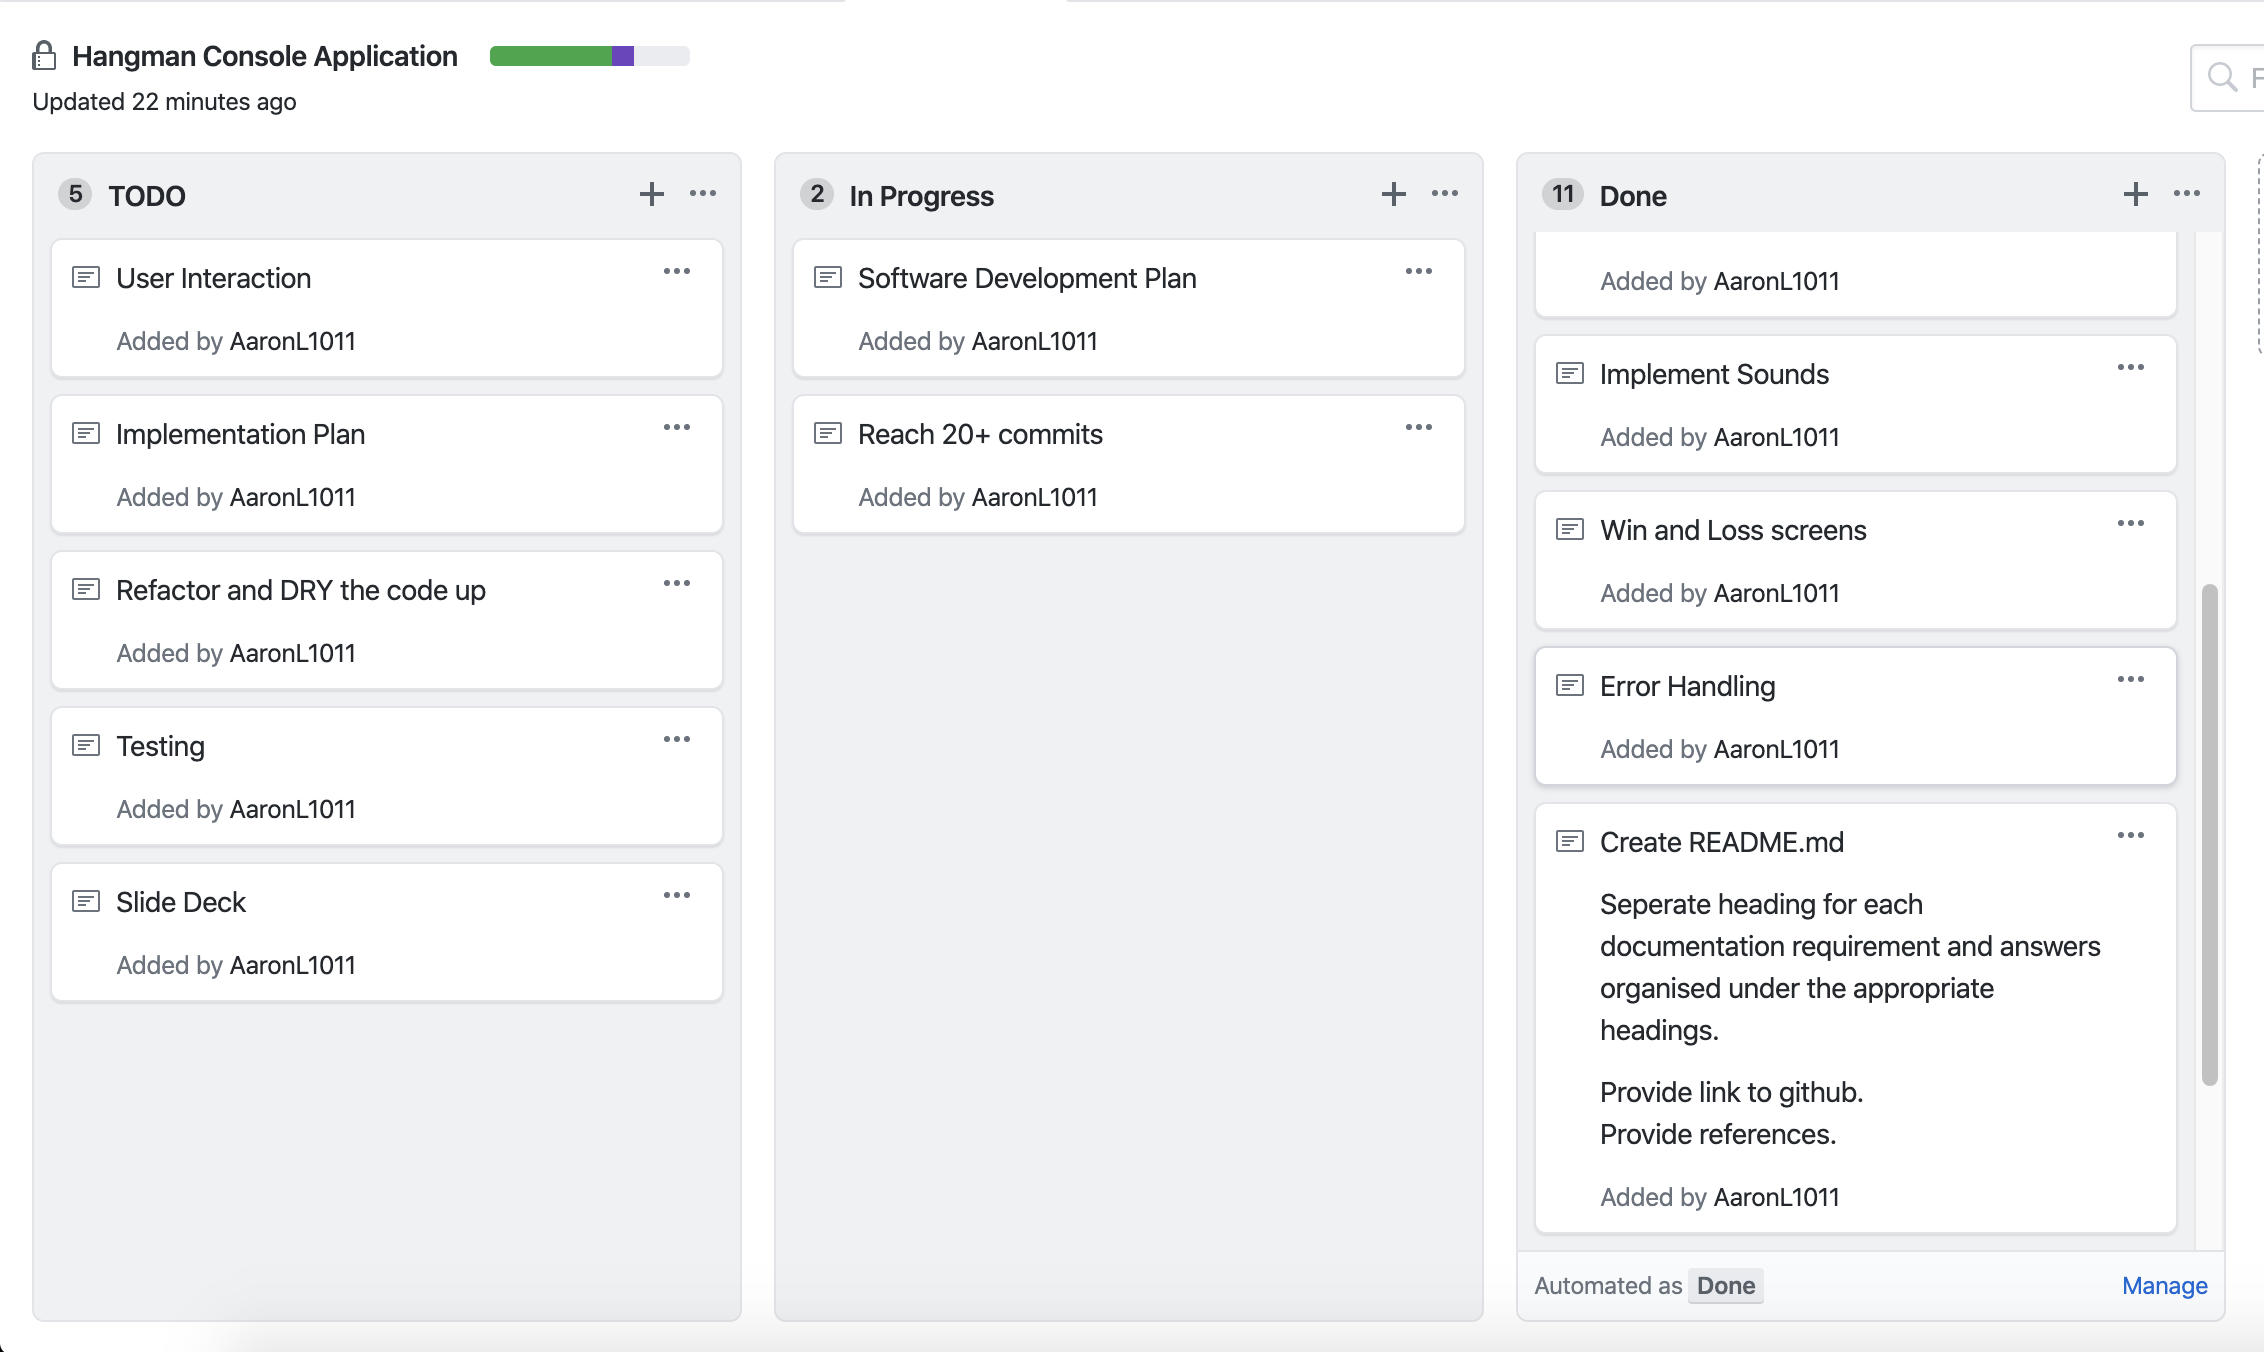 Hangman Console Application
Updated 22 minutes ago
F
5 TODO
User Interaction
Added by AaronL1011
Implementation Plan
Added by AaronL1011
Refactor and DRY the code up
Added by AaronL1011
Testing
Added by AaronL1011
Slide Deck
Added by AaronL1011
2 In Progress
Software Development Plan
Added by AaronL1011
Reach 20+ commits
Added by AaronL1011
11 Done
Added by AaronL1011
Implement Sounds
Added by AaronL1011
Win and Loss screens
Added by AaronL1011
Error Handling
Added by AaronL1011
Create README.md
Seperate heading for each
documentation requirement and answers
organised under the appropriate
headings.
Provide link to github.
Provide references.
Added by AaronL1011
Automated as Done
Manage